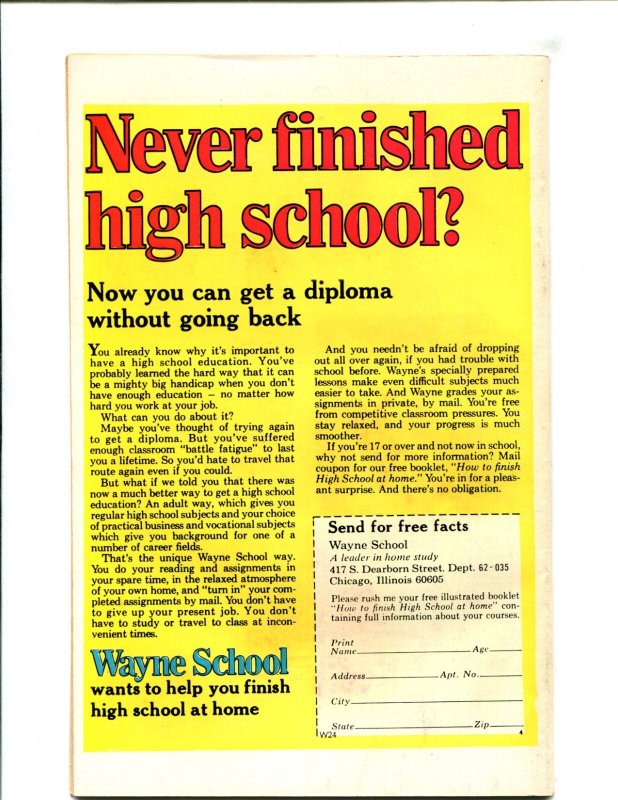 Never finished
high school?
Now you can get a diploma
without going back
You already know why it's important to
have a high school education. You've
probably learned the hard way that it can
be a mighty big handicap when you don't
have enough education — no matter how
hard you work at your job.
What can you do about it?
Maybe you've thought of trying again
to get a diploma. But you've suffered
enough classroom "battle fatigue" to last
you a lifetime. So you'd hate to travel that
route again even if you could.
But what if we told you that there was
now a much better way to get a high school
education? An adult way, which gives you
regular high school subjects and your choice
of practical business and vocational subjects
which give you background for one of a
number of career fields.
That's the unique Wayne School way.
You do your reading and assignments in
your spare time, in the relaxed atmosphere
of your own home, and "turn in" your com-
pleted assignments by mail. You don't have
to give up your present job. You don't
have to study or travel to class at incon-
venient times.
Wayne School
wants to help you finish
high school at home
And you needn't be afraid of dropping
out all over again, if you had trouble with
school before. Wayne's specially prepared
lessons make even difficult subjects much
easier to take. And Wayne grades your as-
signments in private, by mail. You're free
from competitive classroom pressures. You
stay relaxed, and your progress is much
smoother.
If you're 17 or over and not now in school,
why not send for more information? Mail
coupon for our free booklet, "How to finish
High School at home." You're in for a pleas-
ant surprise. And there's no obligation.
Send for free facts
Wayne School
A leader in home study
417 S. Dearborn Street. Dept. 62-035
Chicago, Illinois 60605
Please rush me your free illustrated booklet
"How to finish High School at home" con-
taining full information about your courses.
Print
Name Age
Address Apt. No.
City
State Zip
W24 4